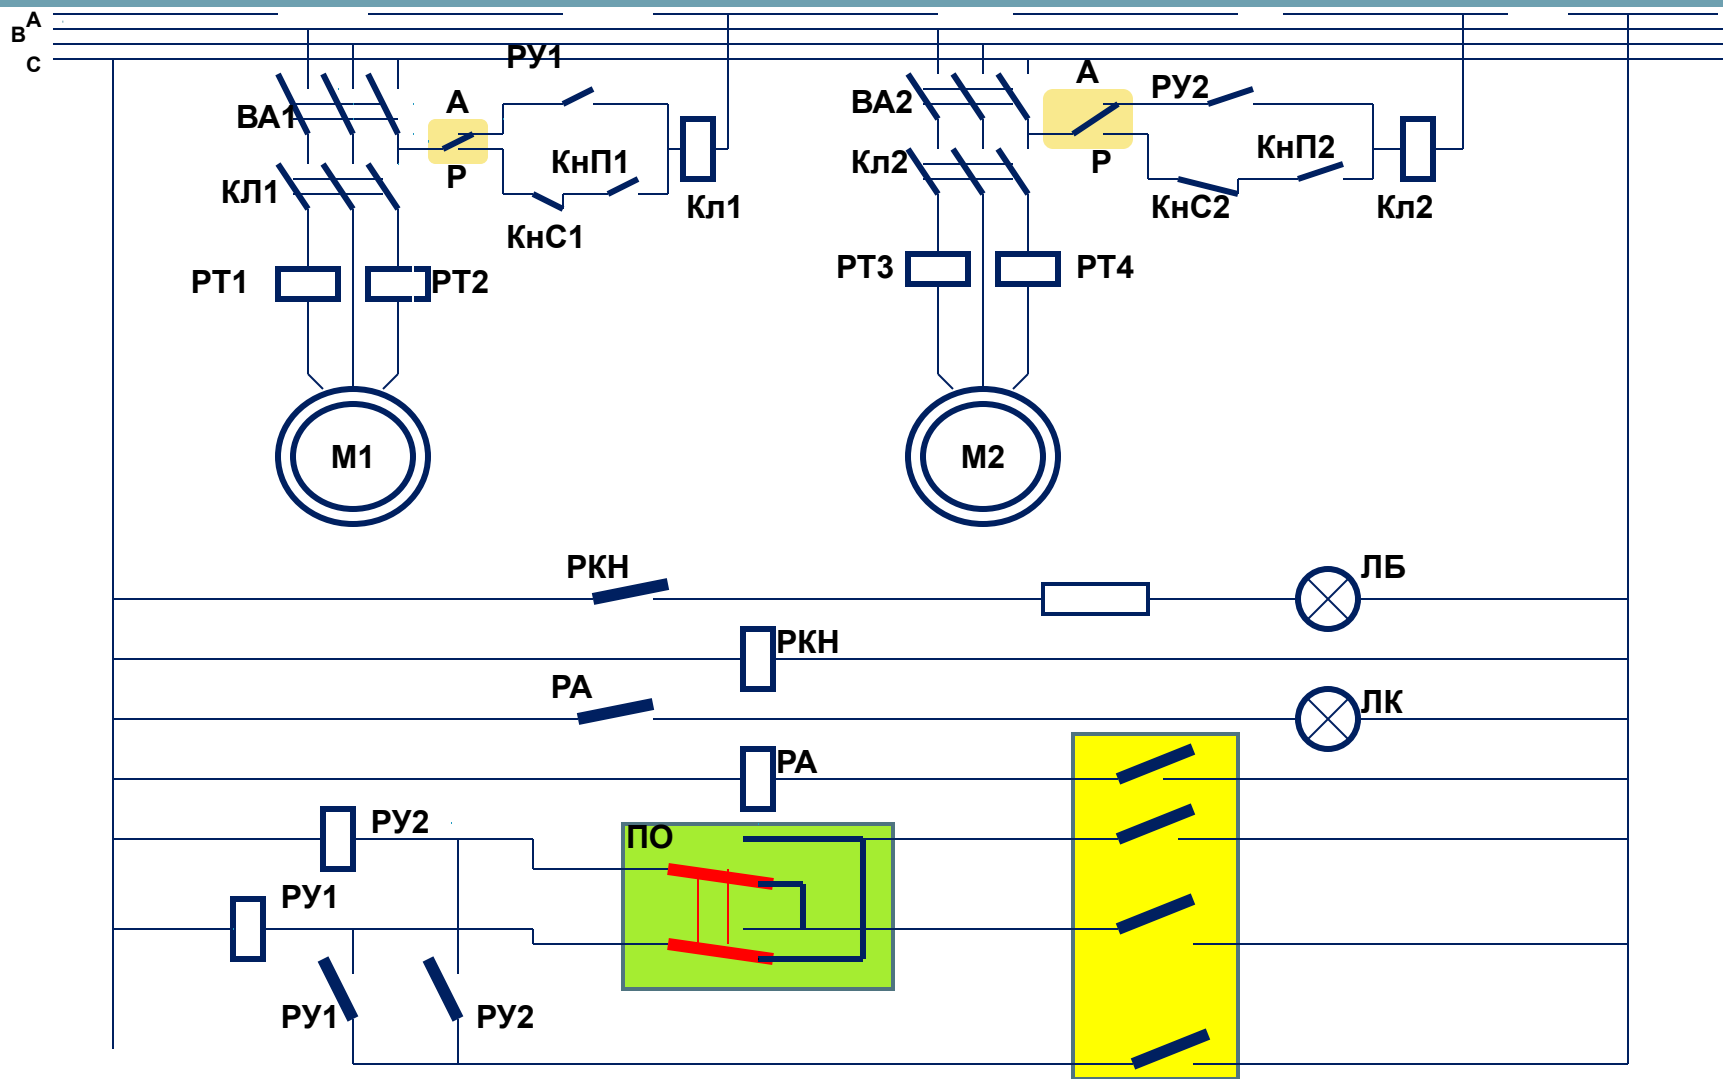 A
B
C
РУ1
ВА1
А
Р
КнП1
КЛ1
КнС1
Кл1
РТ1
РТ2
М1
ВА2
А
РУ2
Кл2
Р
КнП2
КнС2
Кл2
РТ3
РТ4
М2
РКН
ЛБ
РКН
РА
ЛК
РА
РУ2
ПО
РУ1
РУ1
РУ2